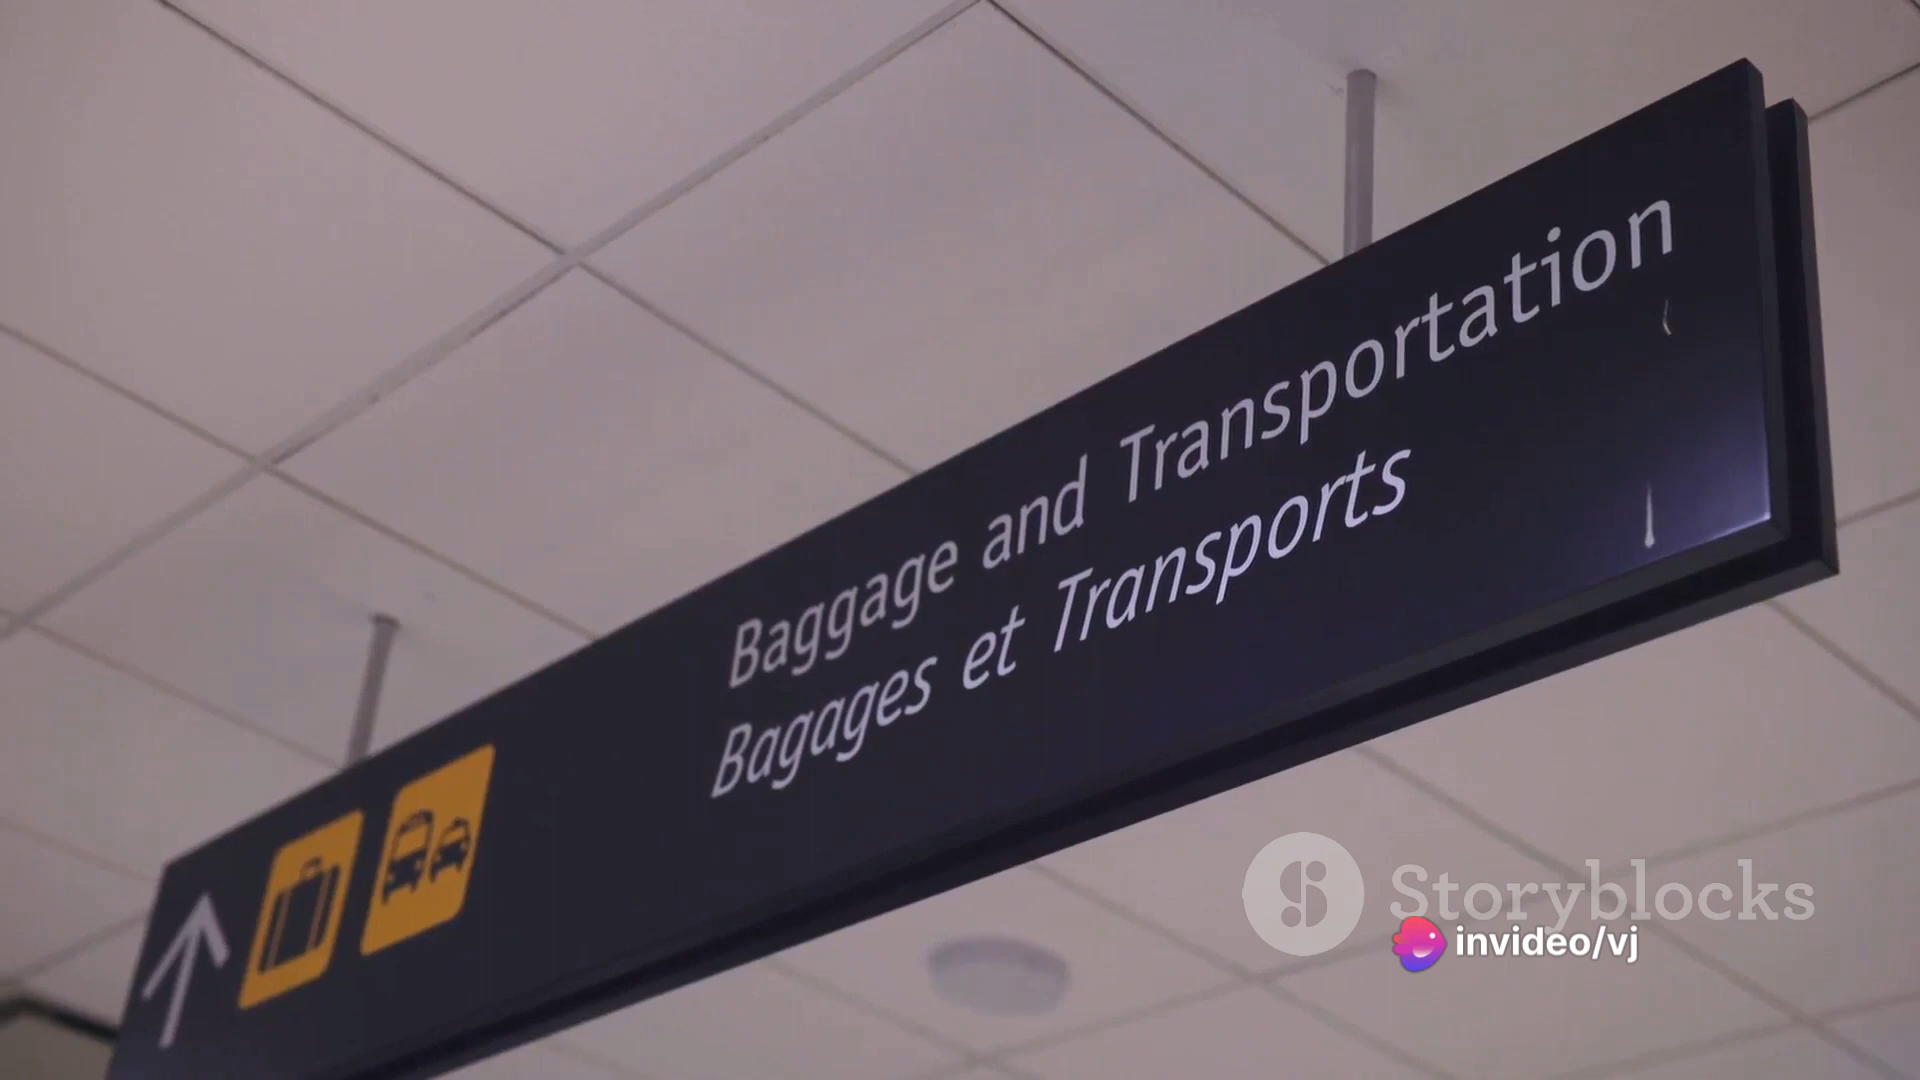 Baggage and Transportation
Bagages et Transports
Storyblocks
invideo/vj